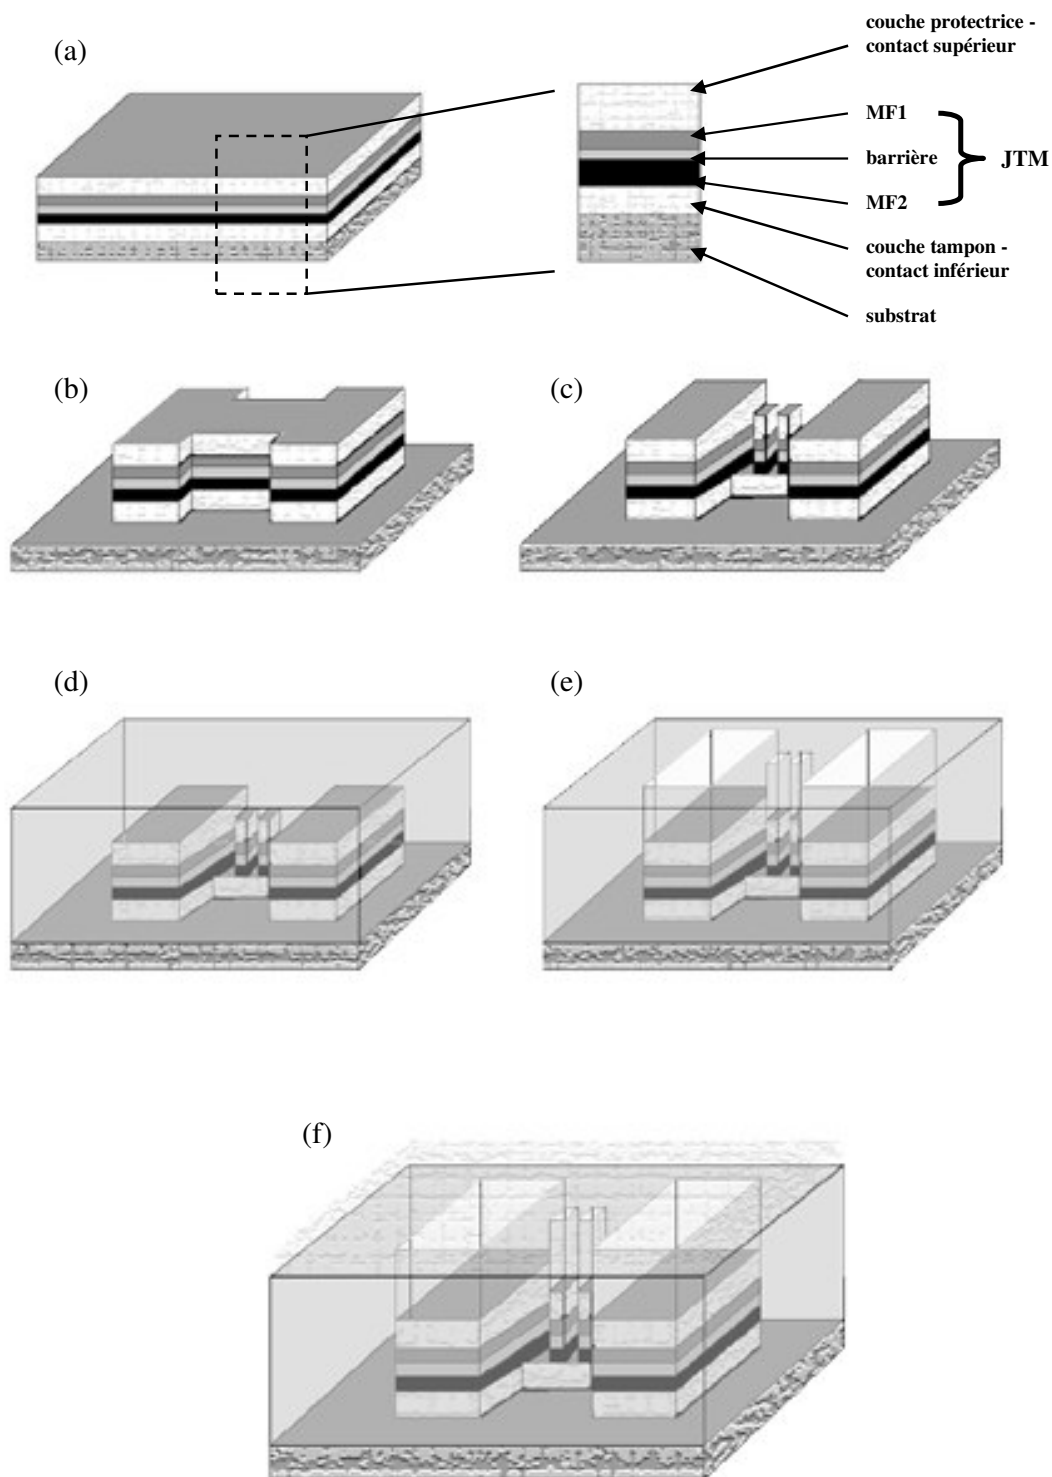 (a)
couche protectrice -
contact supérieur
MF1
barrière
JTM
MF2
couche tampon -
contact inférieur
substrat
(b)
(c)
(d)
(e)
(f)